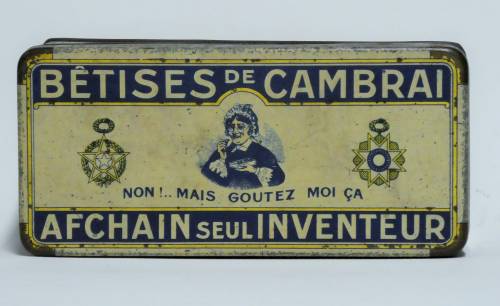 BÊTISES DE CAMBRAI
NON!.. MAIS GOUTEZ MOI ÇA
AFCHAIN SEUL INVENTEUR